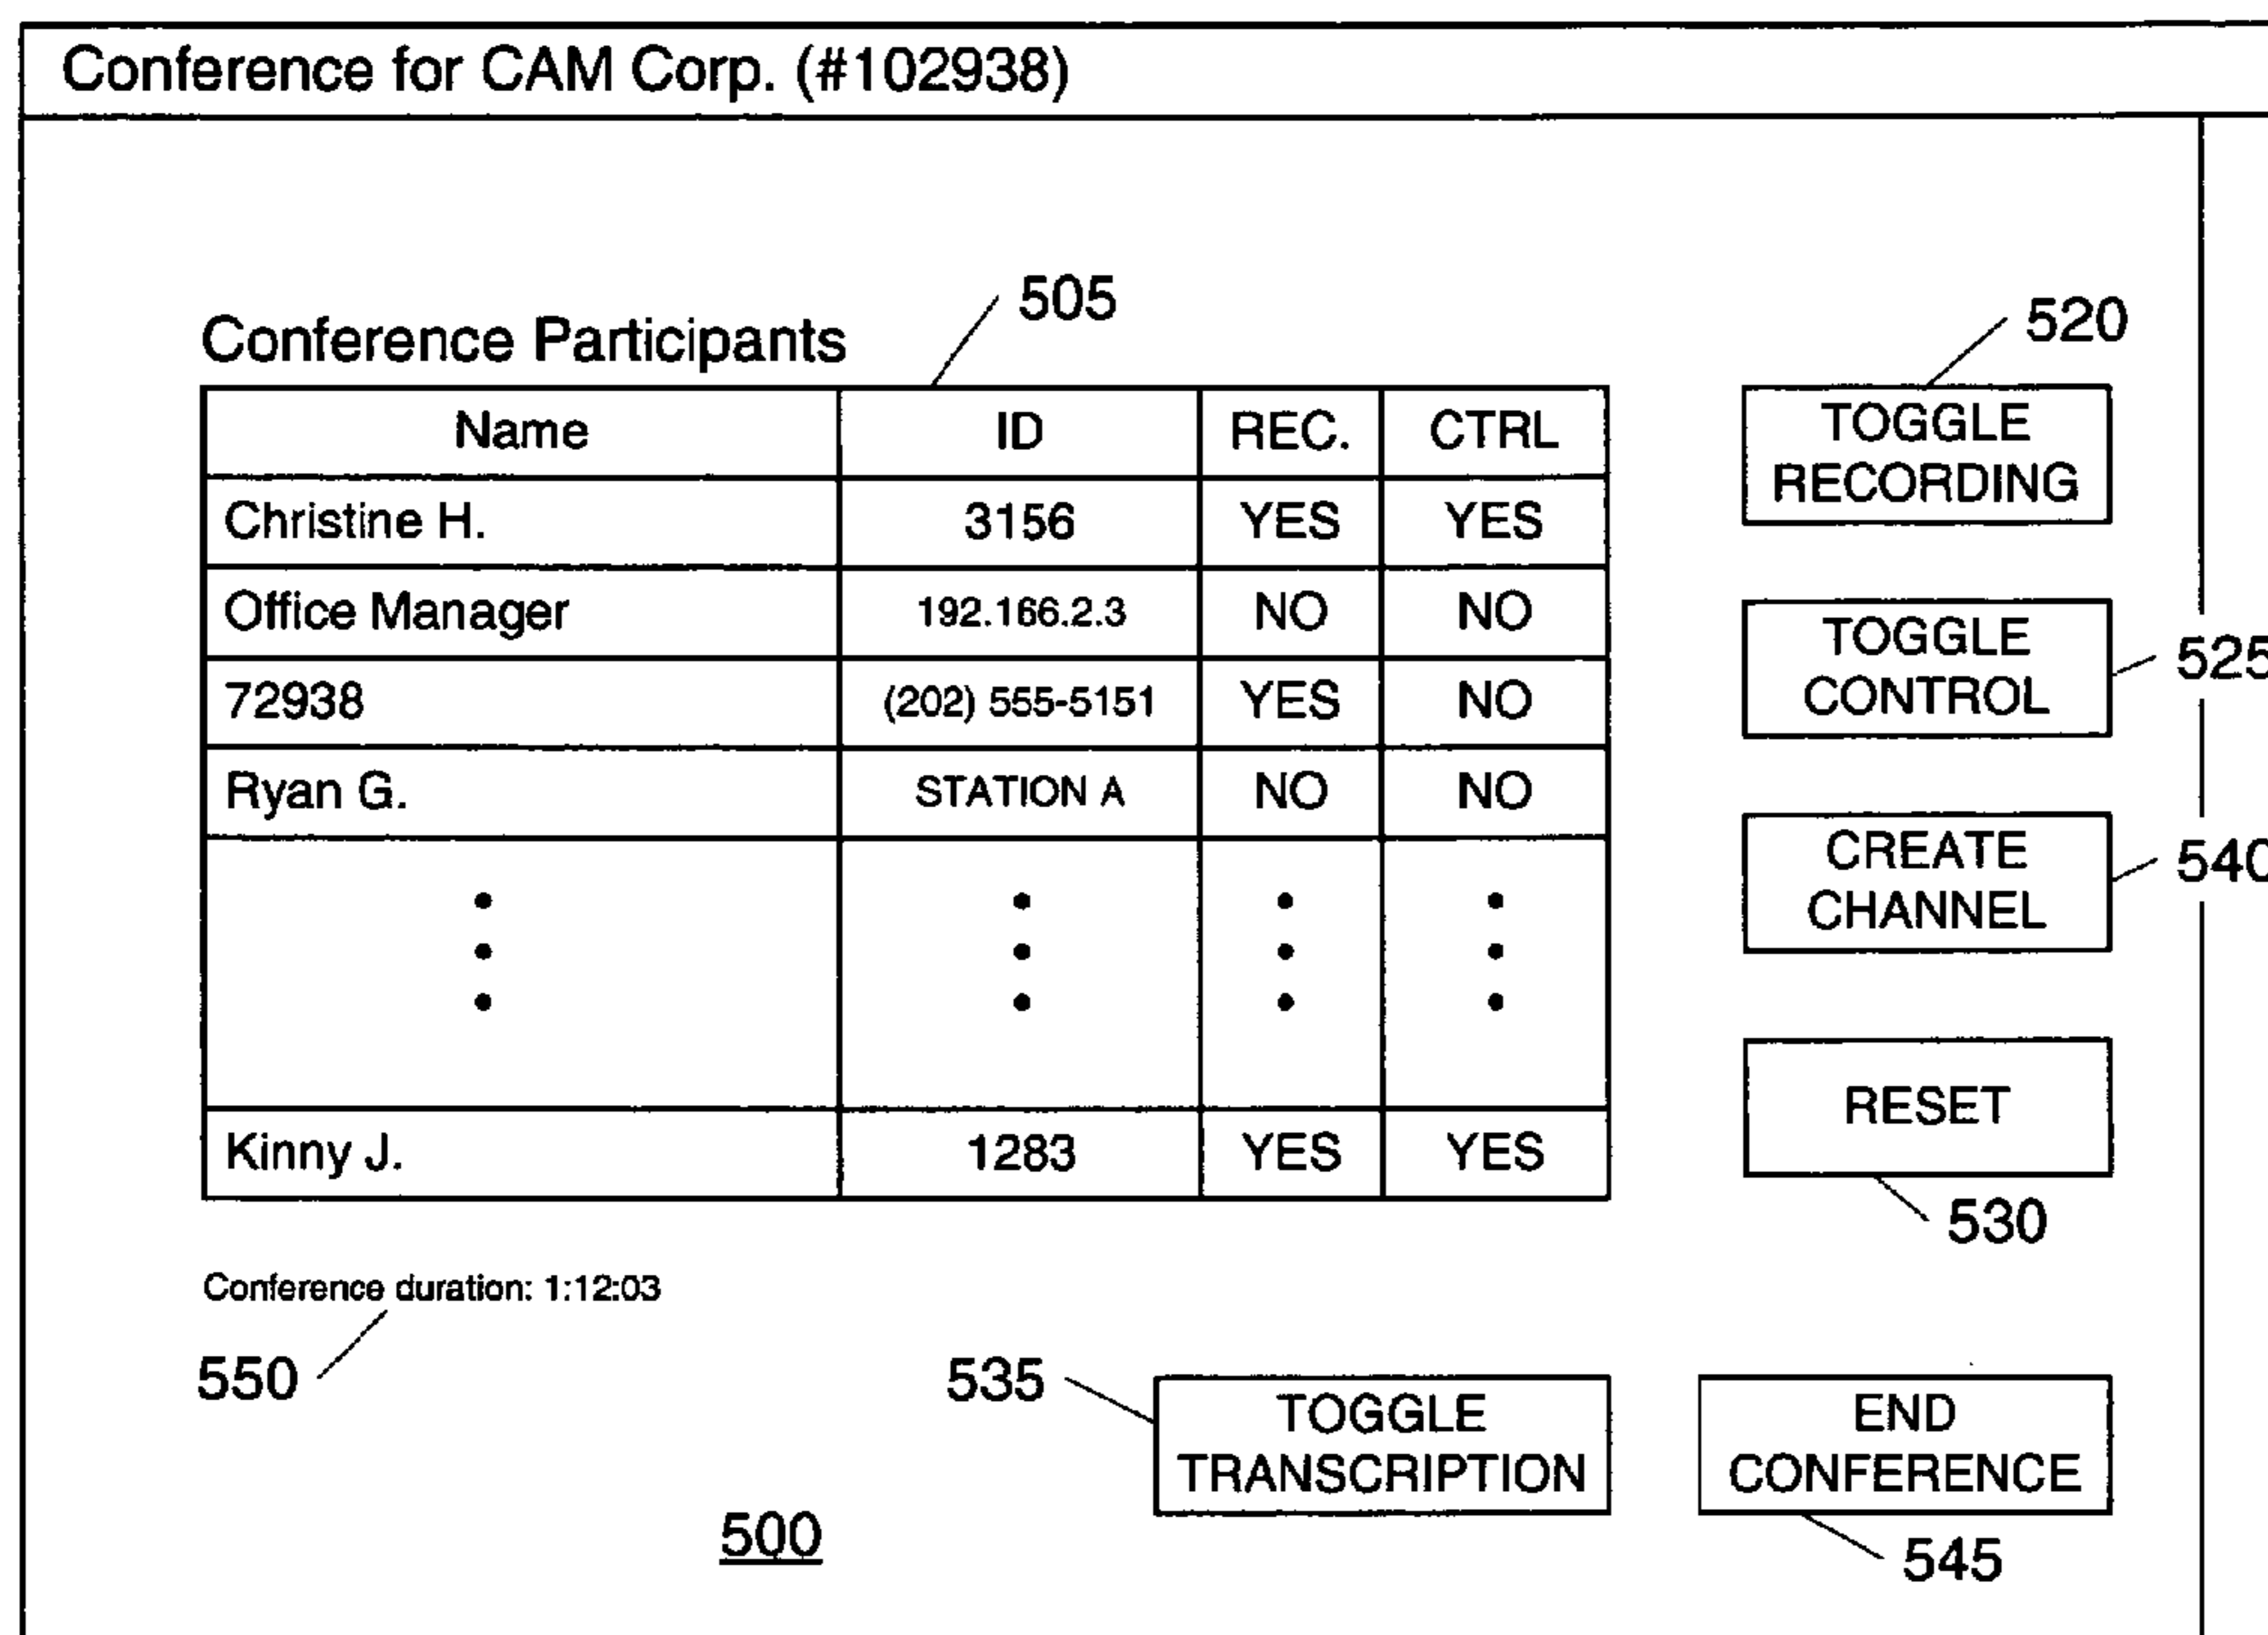 Conference for CAM Corp. (#102938)
505
520
Conference Participants
Name ID REC. CTRL
Christine H. 3156 YES YES
Office Manager 192.166.2.3 NO NO
72938 (202) 555-5151 YES NO
Ryan G. STATION A NO NO
Kinny J. 1283 YES YES
TOGGLE
RECORDING
TOGGLE
CONTROL
525
CREATE
CHANNEL
540
RESET
530
Conference duration: 1:12:03
550
535
TOGGLE
TRANSCRIPTION
END
CONFERENCE
545
500